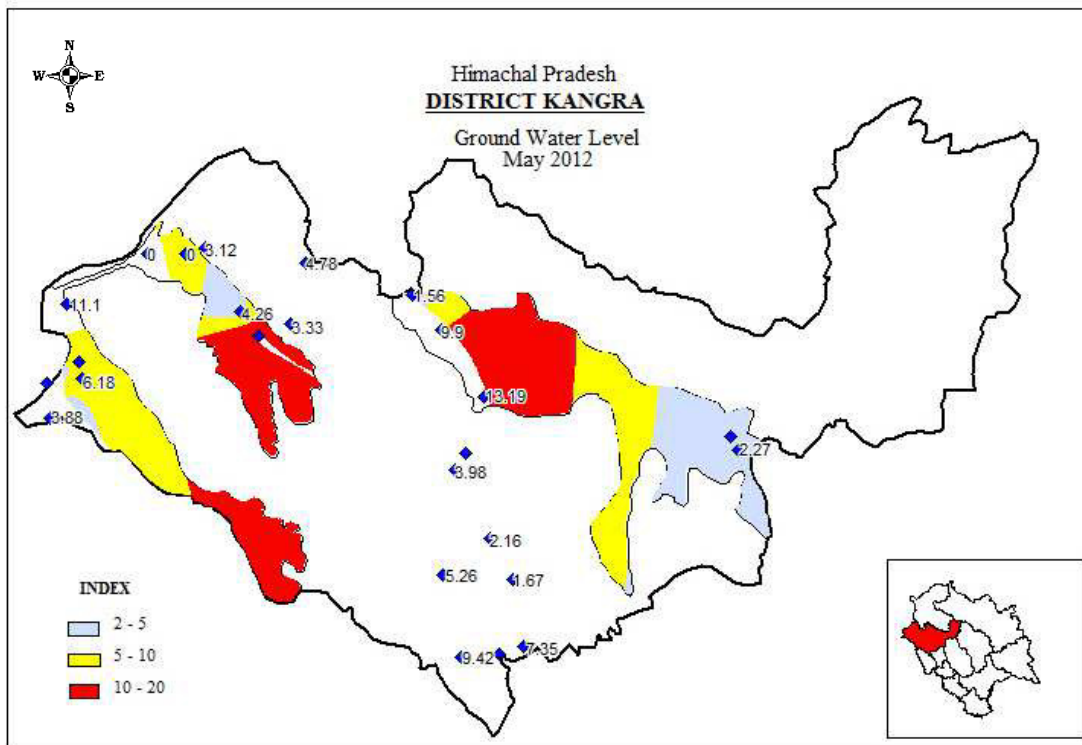 N
W E
S
Himachal Pradesh
DISTRICT KANGRA
Ground Water Level
May 2012
0
0
3.12
4.78
11.1
4.26
3.33
1.56
9.9
6.18
13.19
3.88
2.27
3.98
2.16
5.26
1.67
9.42
7.35
INDEX
2 - 5
5 - 10
10 - 20